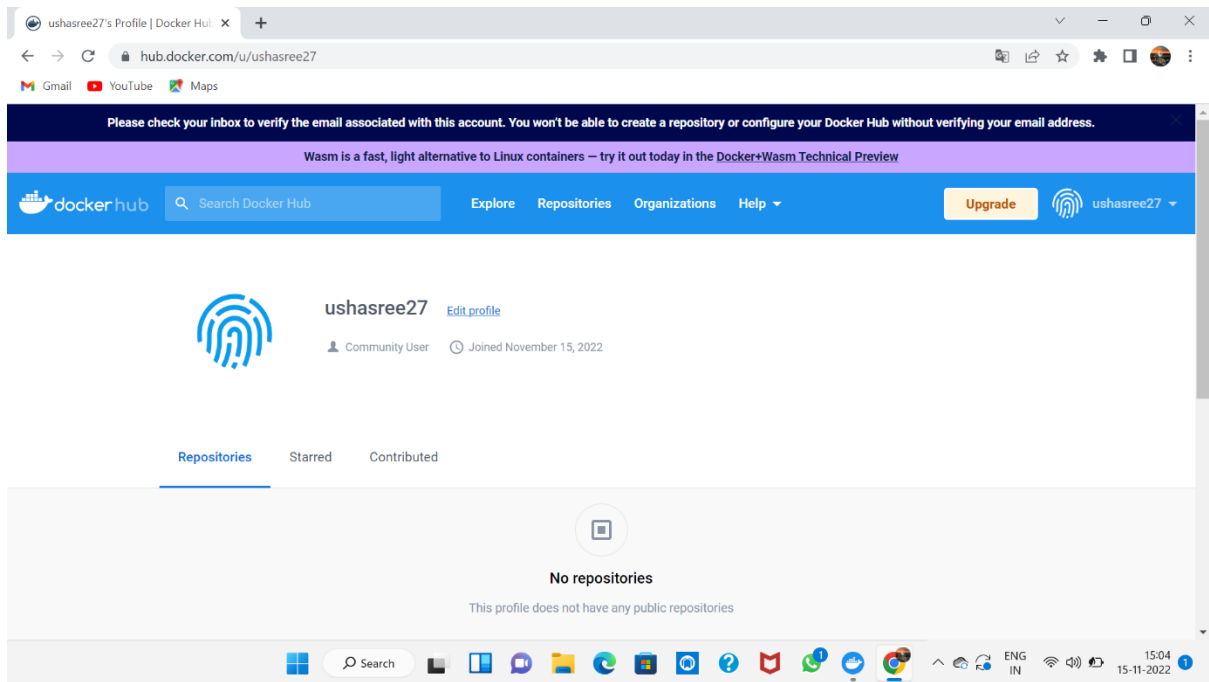 ushasree27's Profile | Docker Hub
hub.docker.com/u/ushasree27
Gmail YouTube Maps
Please check your inbox to verify the email associated with this account. You won't be able to create a repository or configure your Docker Hub without verifying your email address.
Wasm is a fast, light alternative to Linux containers — try it out today in the Docker+Wasm Technical Preview
dockerhub Search Docker Hub Explore Repositories Organizations Help Upgrade ushasree27
ushasree27 Edit profile
Community User Joined November 15, 2022
Repositories Starred Contributed
No repositories
This profile does not have any public repositories
Search 1 ENG 15:04 1
IN 15-11-2022